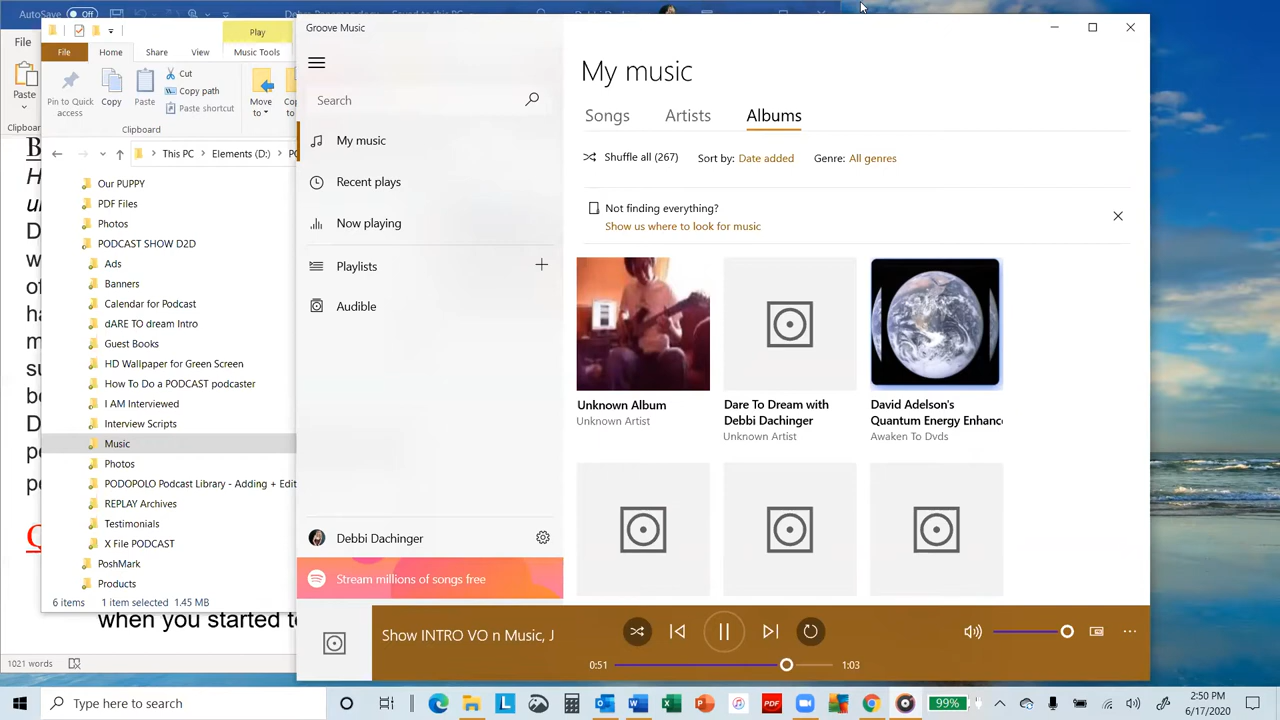 File
Paste
Clipboard
Play
File
Home
Share
View
Music Tools
Pin to Quick
access
Copy
Paste
Cut
Copy path
Paste shortcut
Move
to
Clipboard
This PC
Elements (D:)
Our PUPPY
PDF Files
Photos
PODCAST SHOW D2D
Ads
Banners
Calendar for Podcast
dARE TO dream Intro
Guest Books
HD Wallpaper for Green Screen
How To Do a PODCAST podcaster
I AM Interviewed
Interview Scripts
Music
Photos
PODOPOLO Podcast Library - Adding + Edit
REPLAY Archives
Testimonials
X File PODCAST
PoshMark
Products
6 items
1 item selected 1.45 MB
when you started to
1021 words
Groove Music
Search
My music
Recent plays
Now playing
Playlists
Audible
Debbi Dachinger
Stream millions of songs free
My music
Songs
Artists
Albums
Shuffle all (267)
Sort by: Date added
Genre: All genres
Not finding everything?
Show us where to look for music
Unknown Album
Unknown Artist
Dare To Dream with
Debbi Dachinger
Unknown Artist
David Adelson's
Quantum Energy Enhanc
Awaken To Dvds
Show INTRO VO n Music, J
0:51
1:03
Type here to search
L
PDF
99%
2:50 PM
6/17/2020